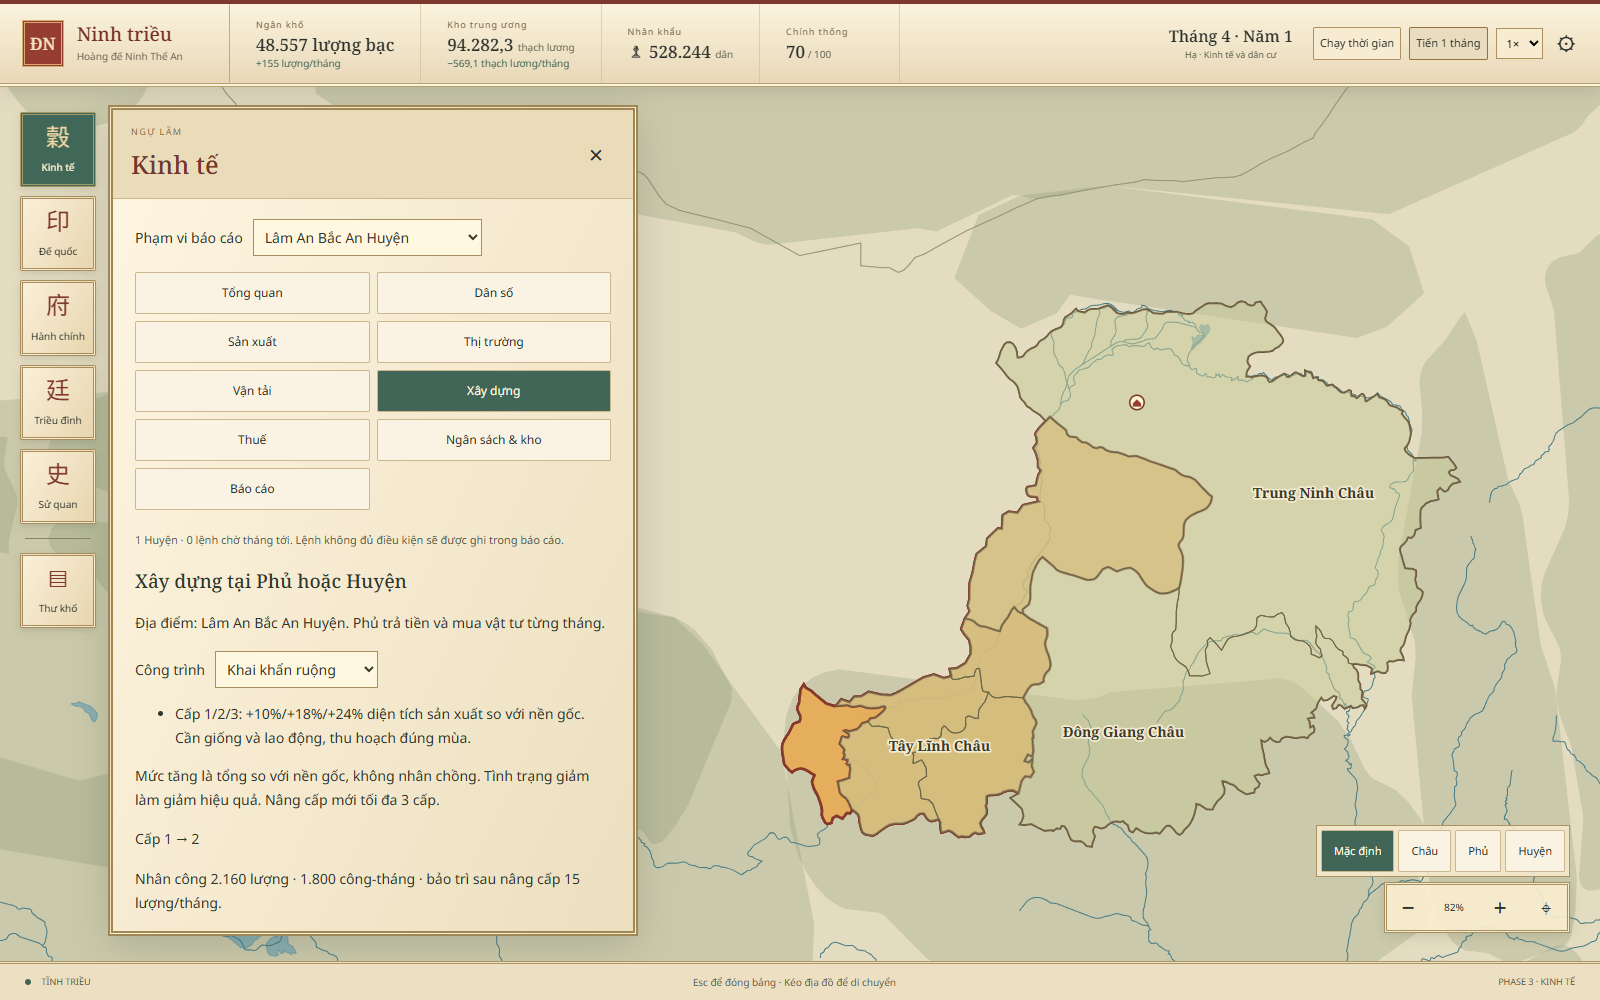 ĐN
Ninh triều
Hoàng đế Ninh Thế An
Ngân khố
48.557 lượng bạc
+155 lượng/tháng
Kho trung ương
94.282,3 thạch lương
−569,1 thạch lương/tháng
Nhân khẩu
528.244 dân
Chính thống
70 / 100
Tháng 4 · Năm 1
Hạ · Kinh tế và dân cư
Chạy thời gian
Tiến 1 tháng
1×
穀
Kinh tế
印
Đế quốc
府
Hành chính
廷
Triều đình
史
Sử quan
Thư khố
NGỰ LÃM
Kinh tế
×
Phạm vi báo cáo
Lâm An Bắc An Huyện
Tổng quan
Dân số
Sản xuất
Thị trường
Vận tải
Xây dựng
Thuế
Ngân sách & kho
Báo cáo
1 Huyện · 0 lệnh chờ tháng tới. Lệnh không đủ điều kiện sẽ được ghi trong báo cáo.
Xây dựng tại Phủ hoặc Huyện
Địa điểm: Lâm An Bắc An Huyện. Phủ trả tiền và mua vật tư từng tháng.
Công trình
Khai khẩn ruộng
• Cấp 1/2/3: +10%/+18%/+24% diện tích sản xuất so với nền gốc.
Cần giống và lao động, thu hoạch đúng mùa.
Mức tăng là tổng so với nền gốc, không nhân chồng. Tình trạng giảm
làm giảm hiệu quả. Nâng cấp mới tối đa 3 cấp.
Cấp 1 → 2
Nhân công 2.160 lượng · 1.800 công-tháng · bảo trì sau nâng cấp 15
lượng/tháng.
Trung Ninh Châu
Đông Giang Châu
Tây Lĩnh Châu
Mặc định
Châu
Phủ
Huyện
−
82%
+
TĨNH TRIỀU
Esc để đóng bảng · Kéo địa đồ để di chuyển
PHASE 3 · KINH TẾ